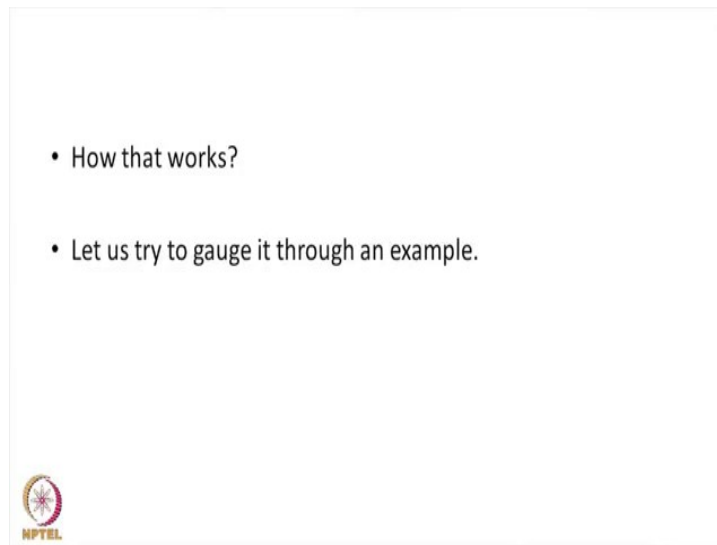 • How that works?
• Let us try to gauge it through an example.
NPTEL